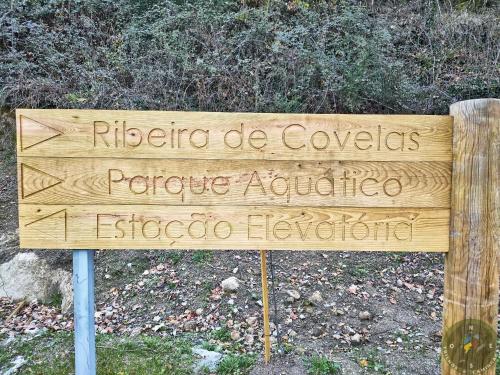 Ribeira de Covelas
Parque Aquático
Estação Elevatória